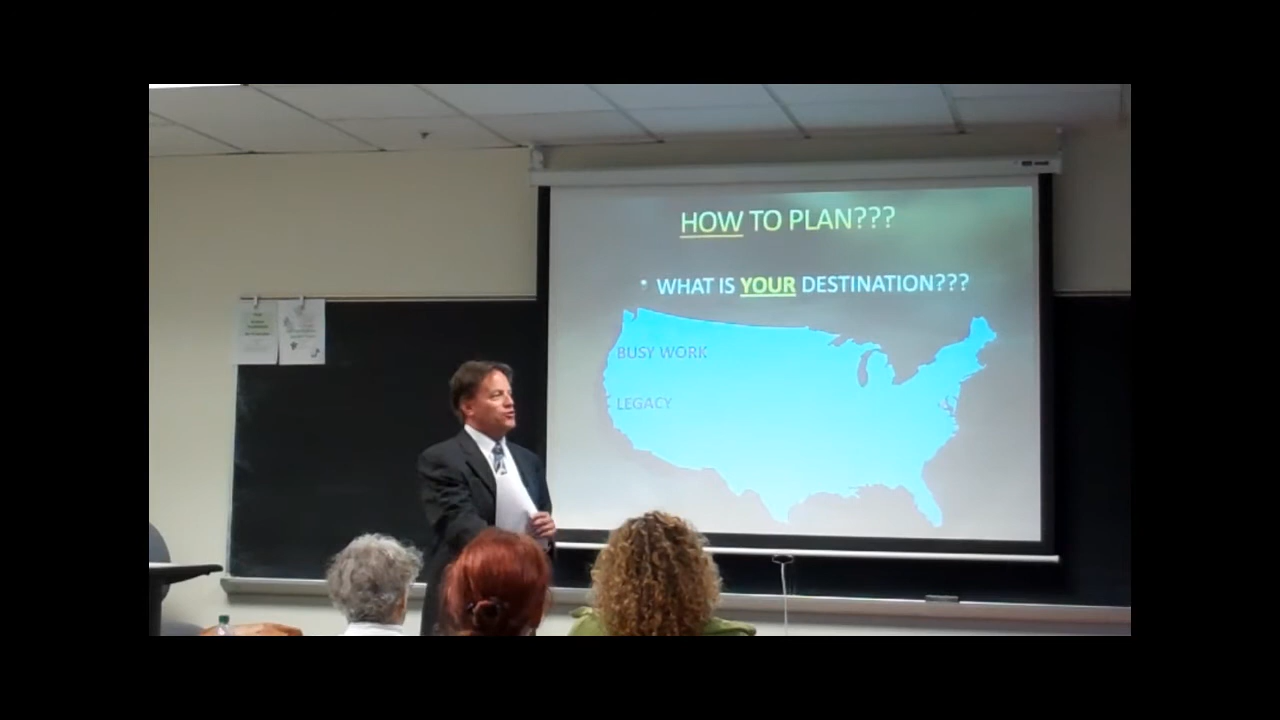 HOW TO PLAN???
• WHAT IS YOUR DESTINATION???
BUSY WORK
LEGACY